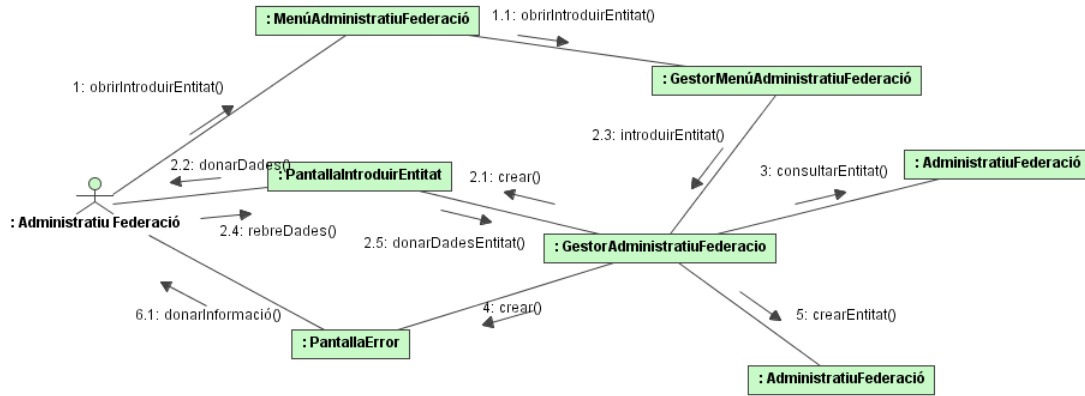 : MenúAdministratiuFederació
1.1: obrirIntroduirEntitat()
1: obrirIntroduirEntitat()
: GestorMenúAdministratiuFederació
2.3: introduirEntitat()
2.2: donarDades()
: PantallaIntroduirEntitat
2.1: crear()
3: consultarEntitat()
: AdministratiuFederació
: Administratiu Federació
2.4: rebreDades()
2.5: donarDadesEntitat()
: GestorAdministratiuFederacio
6.1: donarInformació()
4: crear()
5: crearEntitat()
: PantallaError
: AdministratiuFederació